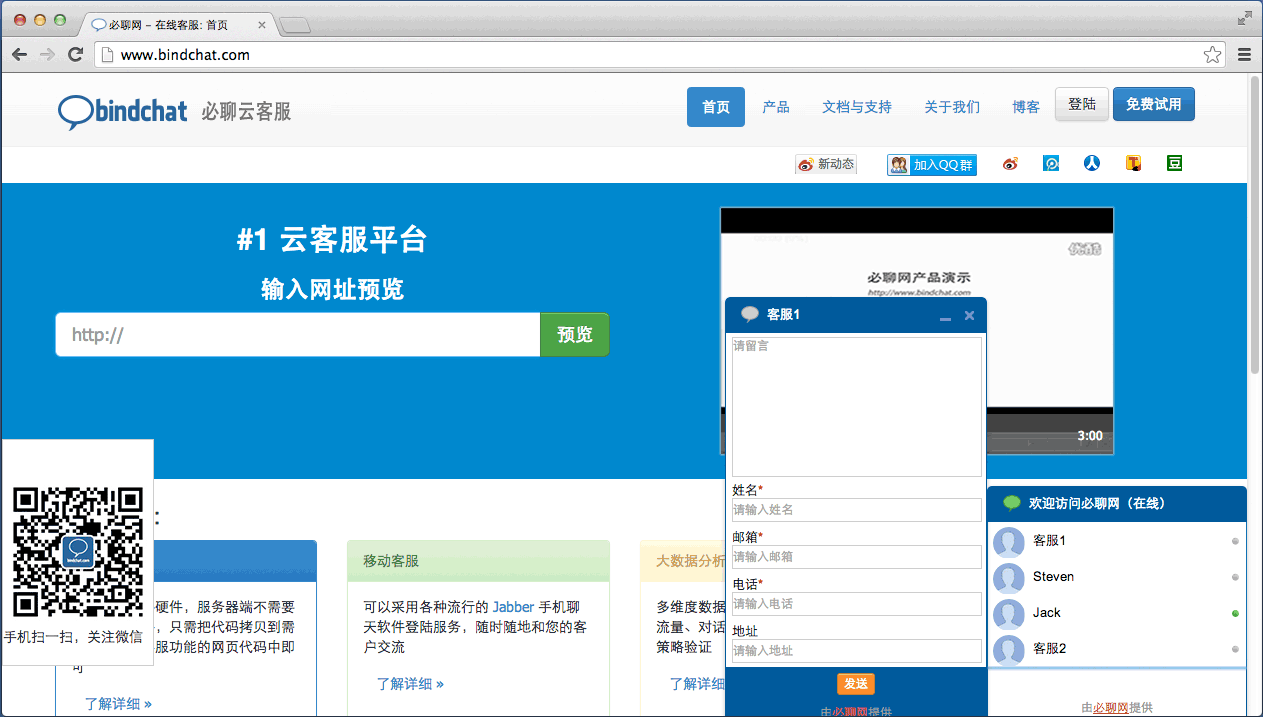 必聊网 – 在线客服: 首页
www.bindchat.com
bindchat 必聊云客服
首页 产品 文档与支持 关于我们 博客 登陆 免费试用
新动态 加入QQ群
豆
#1 云客服平台
输入网址预览
http://
预览
优酷
必聊网产品演示
http://www.bindchat.com
3:00
客服1
请留言
姓名*
请输入姓名
邮箱*
请输入邮箱
电话*
请输入电话
地址
请输入地址
发送
由必聊网提供
欢迎访问必聊网（在线）
客服1
Steven
Jack
客服2
由必聊网提供
bindchat.com
手机扫一扫，关注微信
:
硬件，服务器端不需要
，只需把代码拷贝到需
服功能的网页代码中即
可
了解详细 »
移动客服
可以采用各种流行的 Jabber 手机聊
天软件登陆服务，随时随地和您的客
户交流
了解详细 »
大数据分析
多维度数据
流量、对话
策略验证
了解详细